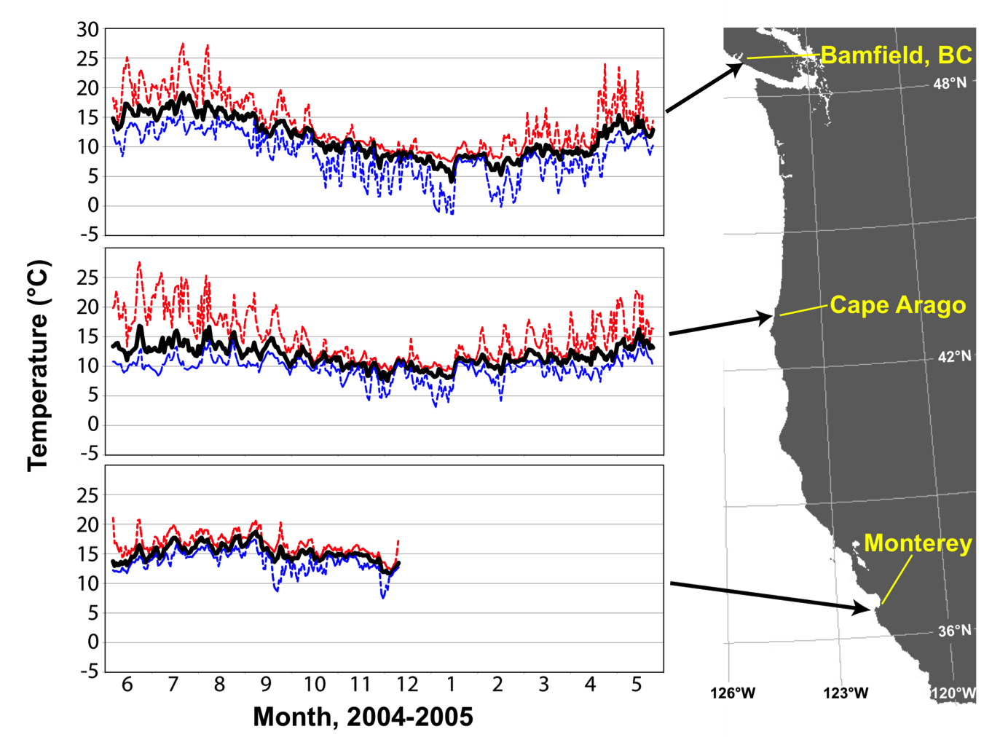 30
25
20
15
10
5
0
-5
25
20
15
10
5
0
-5
25
20
15
10
5
0
-5
Temperature (°C)
6 7 8 9 10 11 12 1 2 3 4 5
Month, 2004-2005
Bamfield, BC
48°N
Cape Arago
42°N
Monterey
36°N
126°W 123°W 120°W